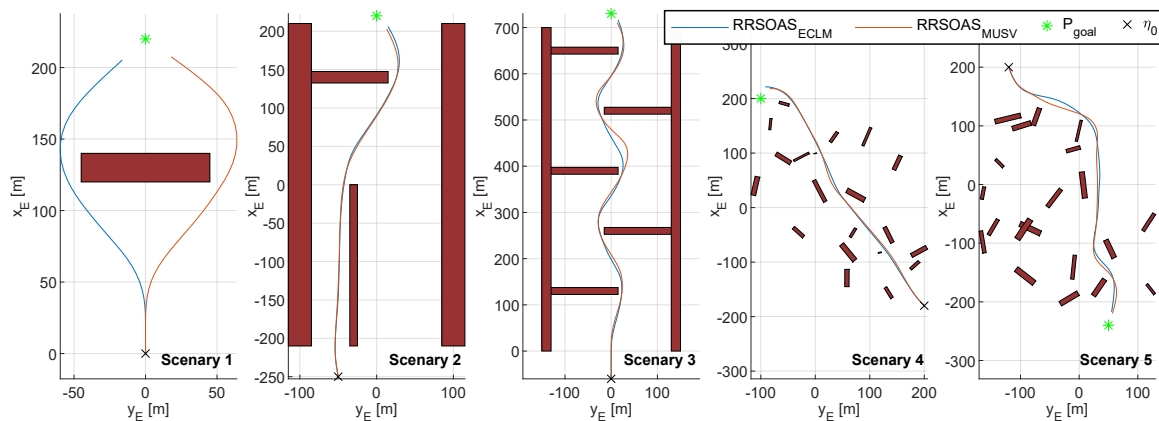 RRSOAS_ECLM RRSOAS_MUSV P_goal η_0
200
150
100
50
0
x_E [m]
-50 0 50
y_E [m]
Scenary 1
200
150
100
50
0
-50
-100
-150
-200
-250
x_E [m]
-100 0 100
y_E [m]
Scenary 2
700
600
500
400
300
200
100
0
x_E [m]
-100 0 100
y_E [m]
Scenary 3
300
200
100
0
-100
-200
-300
x_E [m]
-100 0 100 200
y_E [m]
Scenary 4
200
100
0
-100
-200
-300
x_E [m]
-100 0 100
y_E [m]
Scenary 5